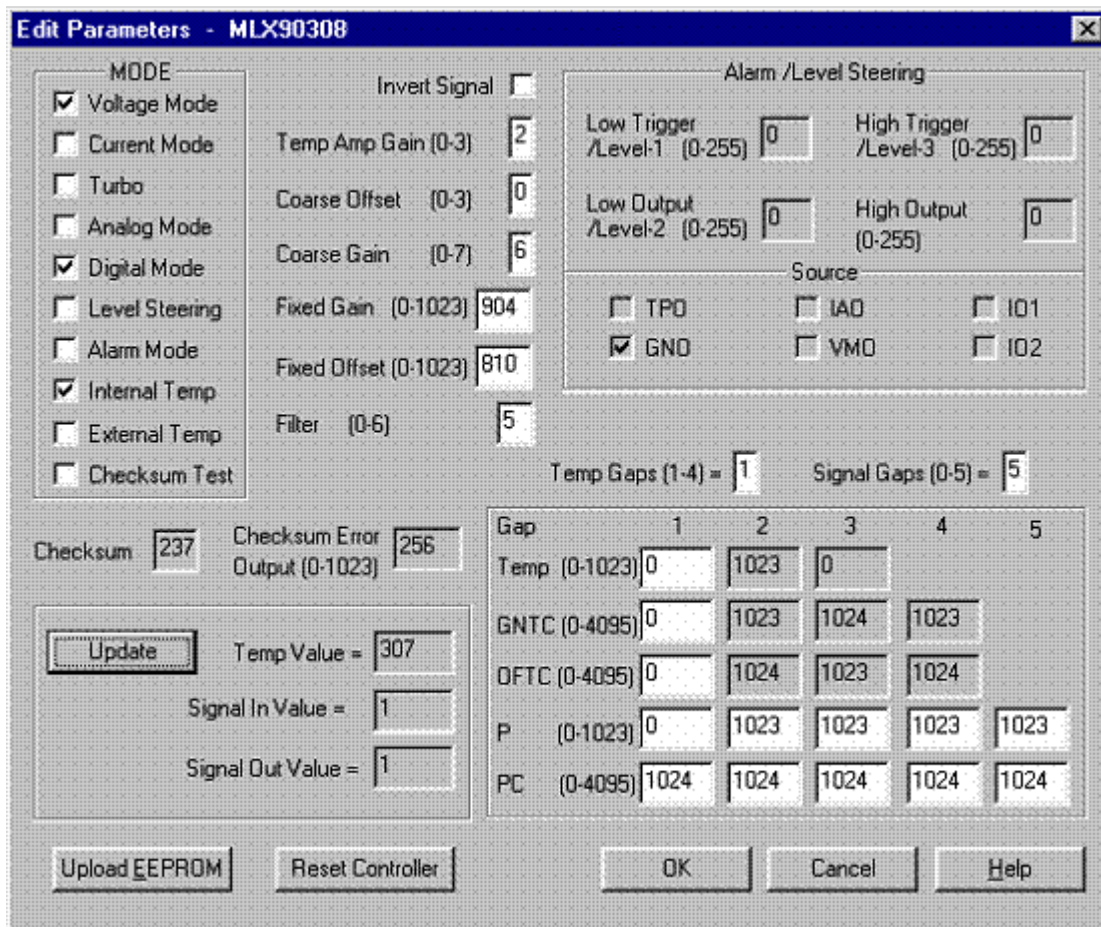 Edit Parameters - MLX90308
MODE
Voltage Mode
Current Mode
Turbo
Analog Mode
Digital Mode
Level Steering
Alarm Mode
Internal Temp
External Temp
Checksum Test
Invert Signal
Temp Amp Gain (0-3) 2
Coarse Offset (0-3) 0
Coarse Gain (0-7) 6
Fixed Gain (0-1023) 904
Fixed Offset (0-1023) 810
Filter (0-6) 5
Alarm /Level Steering
Low Trigger
/Level-1 (0-255) 0
High Trigger
/Level-3 (0-255) 0
Low Output
/Level-2 (0-255) 0
High Output
(0-255) 0
Source
TPO IAO IO1
GNO VMO IO2
Temp Gaps (1-4) = 1 Signal Gaps (0-5) = 5
Checksum 237
Checksum Error
Output (0-1023) 256
Update
Temp Value = 307
Signal In Value = 1
Signal Out Value = 1
Gap 1 2 3 4 5
Temp (0-1023) 0 1023 0
GNTC (0-4095) 0 1023 1024 1023
OFTC (0-4095) 0 1024 1023 1024
P (0-1023) 0 1023 1023 1023 1023
PC (0-4095) 1024 1024 1024 1024 1024
Upload EEPROM Reset Controller OK Cancel Help